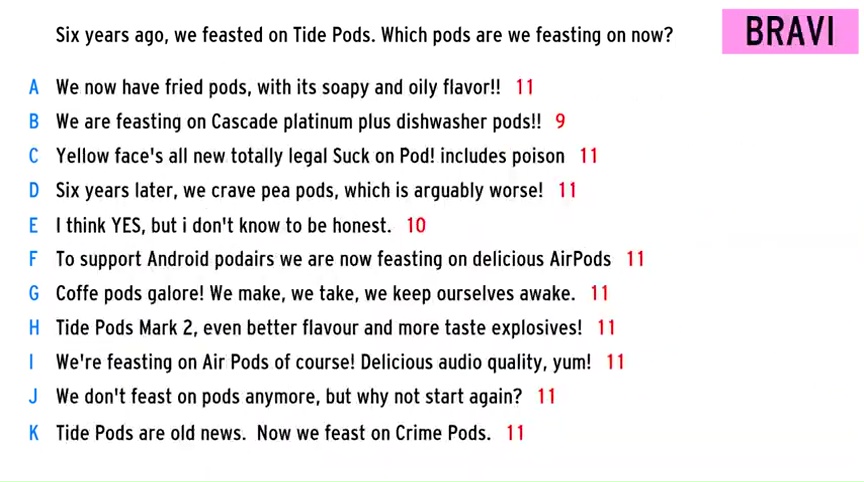 Six years ago, we feasted on Tide Pods. Which pods are we feasting on now?
BRAVI
A We now have fried pods, with its soapy and oily flavor!! 11
B We are feasting on Cascade platinum plus dishwasher pods!! 9
C Yellow face's all new totally legal Suck on Pod! includes poison 11
D Six years later, we crave pea pods, which is arguably worse! 11
E I think YES, but i don't know to be honest. 10
F To support Android podairs we are now feasting on delicious AirPods 11
G Coffe pods galore! We make, we take, we keep ourselves awake. 11
H Tide Pods Mark 2, even better flavour and more taste explosives! 11
I We're feasting on Air Pods of course! Delicious audio quality, yum! 11
J We don't feast on pods anymore, but why not start again? 11
K Tide Pods are old news. Now we feast on Crime Pods. 11